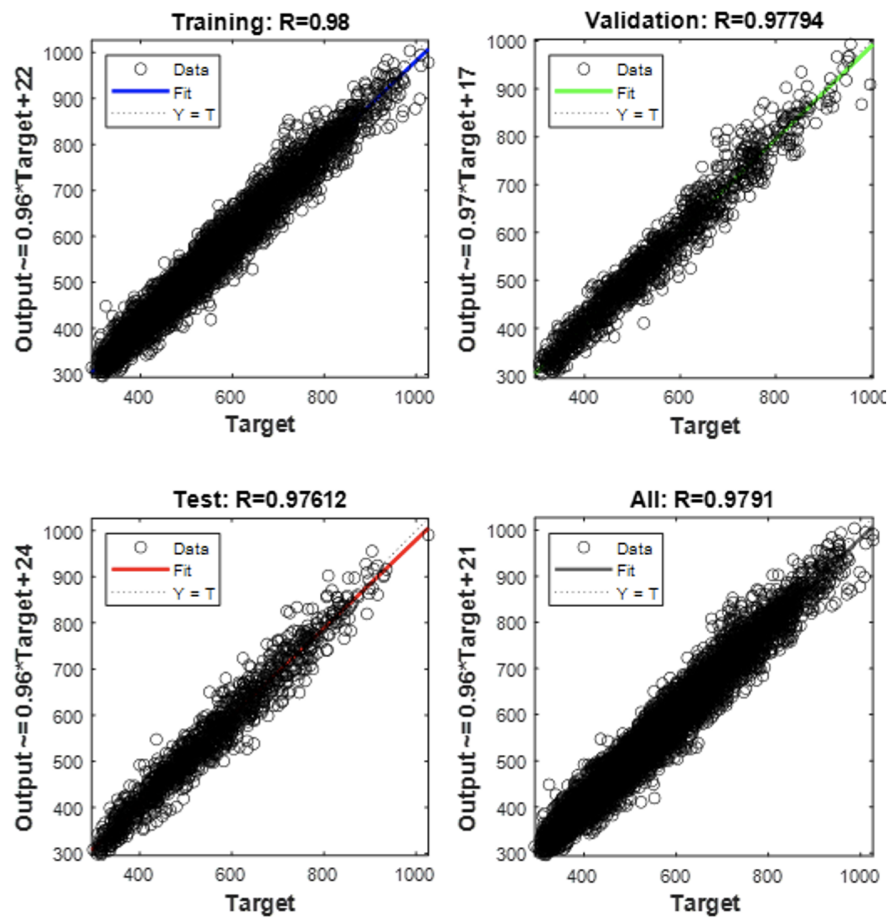 Training: R=0.98
Output ~= 0.96*Target+22
1000
900
800
700
600
500
400
300
Data
Fit
Y = T
400 600 800 1000
Target
Validation: R=0.97794
Output ~= 0.97*Target+17
1000
900
800
700
600
500
400
300
Data
Fit
Y = T
400 600 800 1000
Target
Test: R=0.97612
Output ~= 0.96*Target+24
1000
900
800
700
600
500
400
300
Data
Fit
Y = T
400 600 800 1000
Target
All: R=0.9791
Output ~= 0.96*Target+21
1000
900
800
700
600
500
400
300
Data
Fit
Y = T
400 600 800 1000
Target